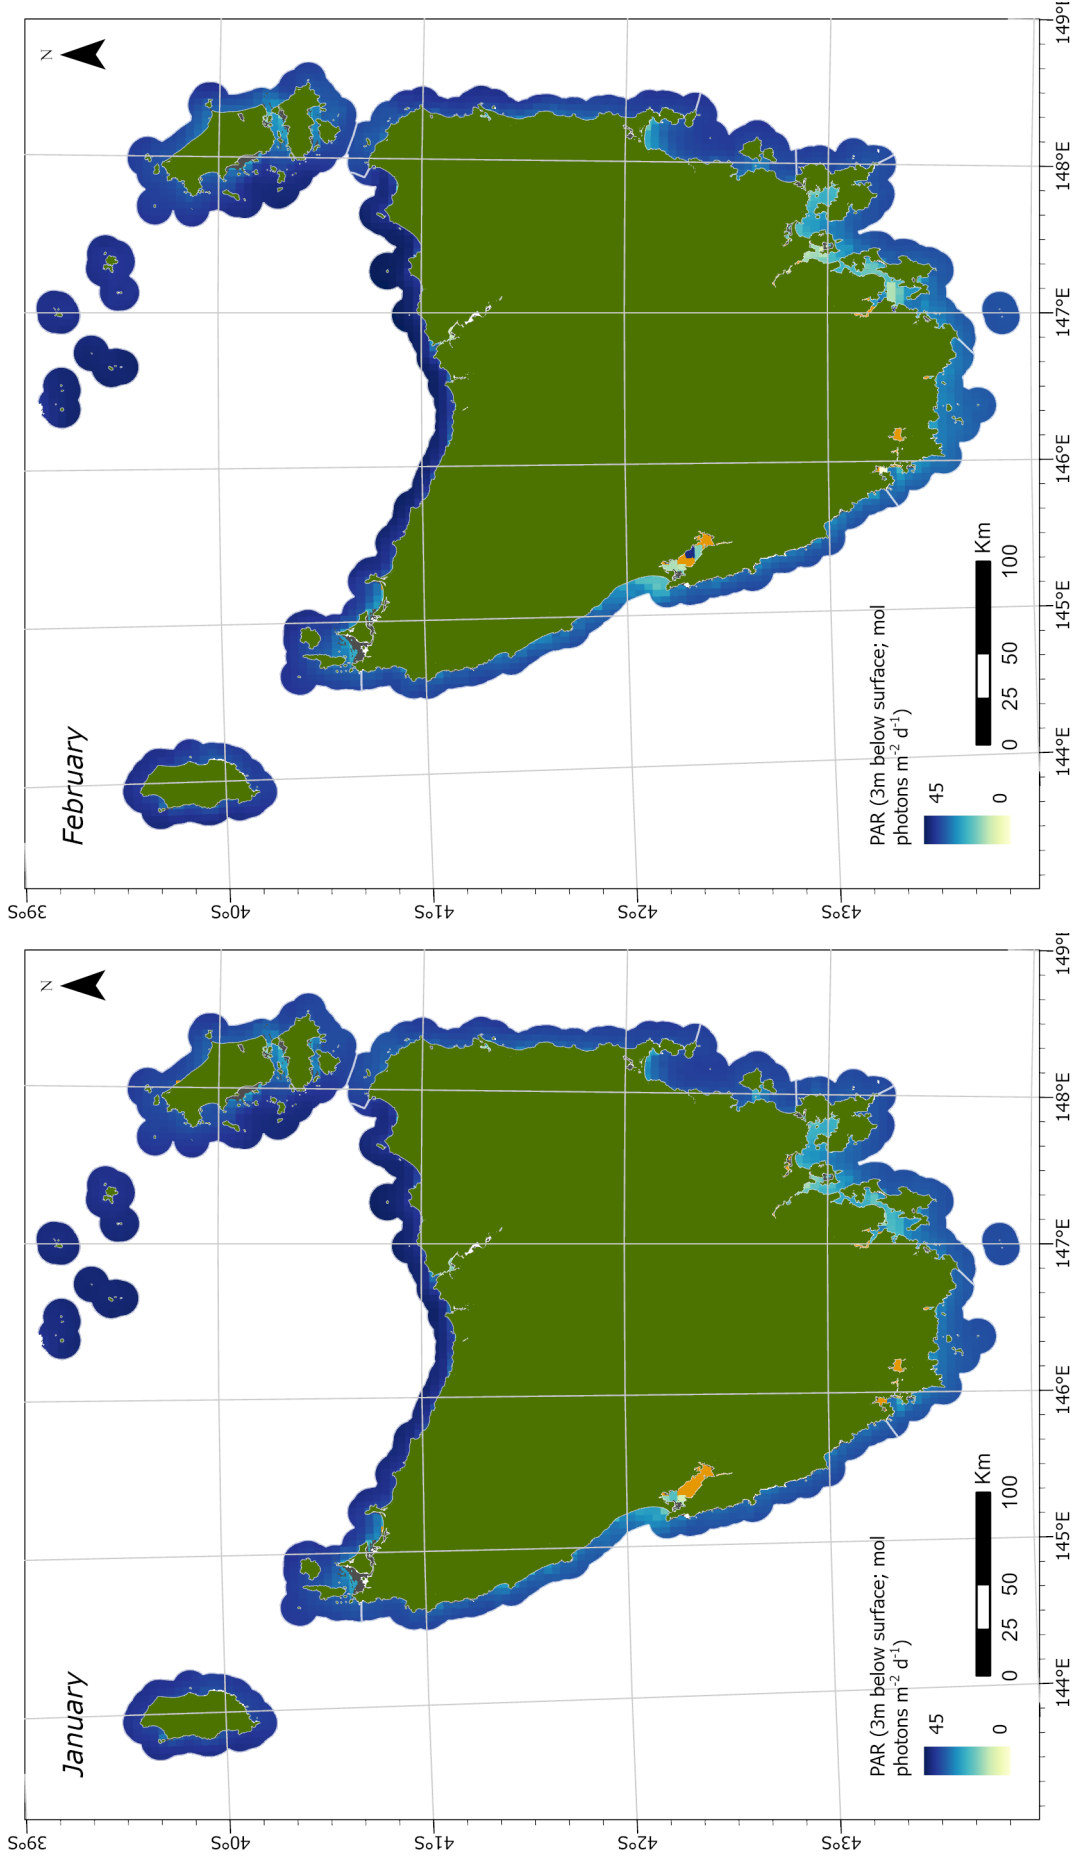 January
N
39°S
40°S
41°S
42°S
43°S
PAR (3m below surface; mol
photons m⁻² d⁻¹)
45
0
0 25 50 100 Km
144°E 145°E 146°E 147°E 148°E 149°E
February
N
39°S
40°S
41°S
42°S
43°S
PAR (3m below surface; mol
photons m⁻² d⁻¹)
45
0
0 25 50 100 Km
144°E 145°E 146°E 147°E 148°E 149°E